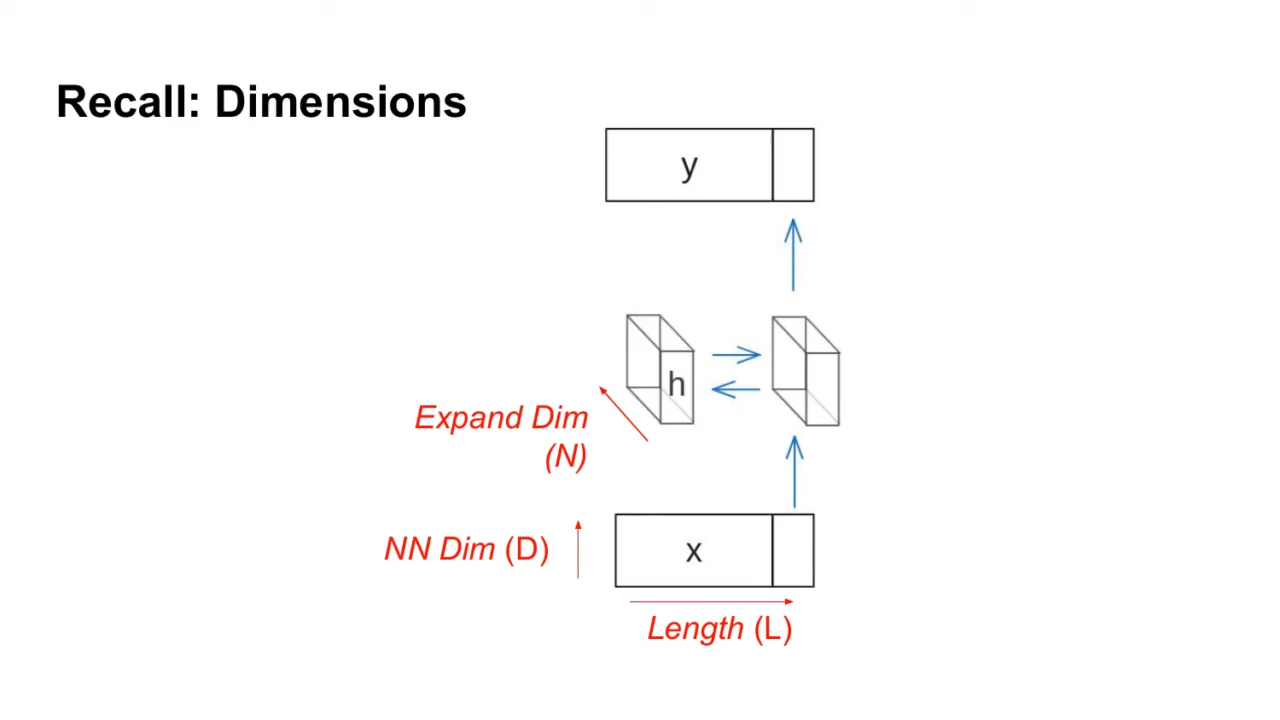 Recall: Dimensions
y
h
Expand Dim
(N)
NN Dim (D)
x
Length (L)